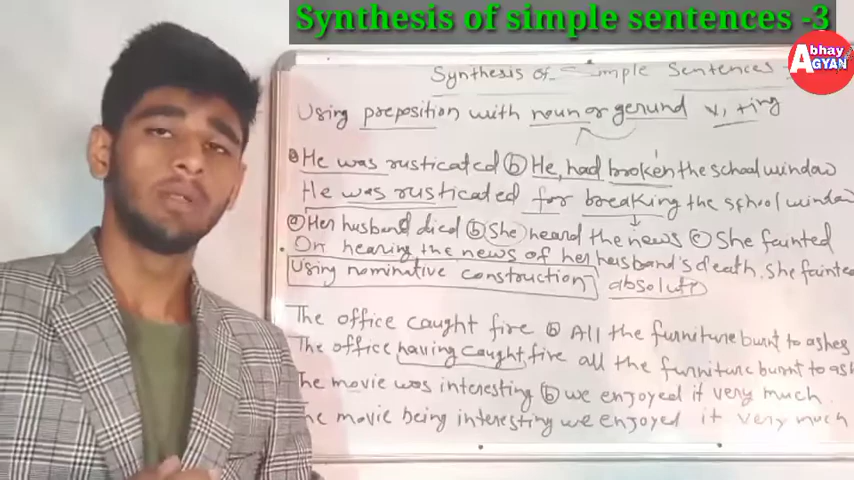 Synthesis of simple sentences -3
Abhay
GYAN
Synthesis of Simple Sentences
Using preposition with noun or gerund v, +ing
ⓐ He was rusticated ⓑ He had broken the school window
He was rusticated for breaking the school window
ⓐ Her husband died ⓑ She heard the news ⓒ She fainted
On hearing the news of her husband's death. she fainte
Using nominative construction absolute
The office caught fire ⓑ All the furniture burnt to ashes
The office having caught fire all the furniture burnt to ash
The movie was interesting ⓑ we enjoyed it very much
he movie being interesting we enjoyed it very much